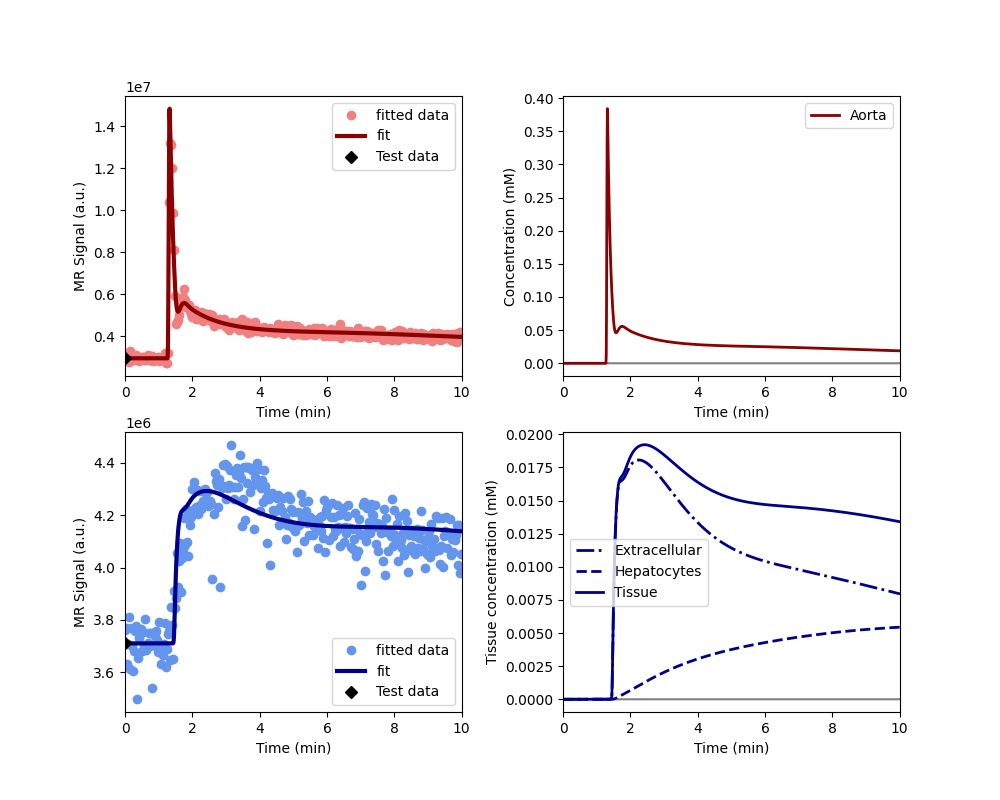 1e7
MR Signal (a.u.)
1.4
1.2
1.0
0.8
0.6
0.4
0 2 4 6 8 10
Time (min)
fitted data
fit
Test data
Concentration (mM)
0.40
0.35
0.30
0.25
0.20
0.15
0.10
0.05
0.00
0 2 4 6 8 10
Time (min)
Aorta
1e6
MR Signal (a.u.)
4.4
4.2
4.0
3.8
3.6
0 2 4 6 8 10
Time (min)
fitted data
fit
Test data
Tissue concentration (mM)
0.0200
0.0175
0.0150
0.0125
0.0100
0.0075
0.0050
0.0025
0.0000
0 2 4 6 8 10
Time (min)
Extracellular
Hepatocytes
Tissue